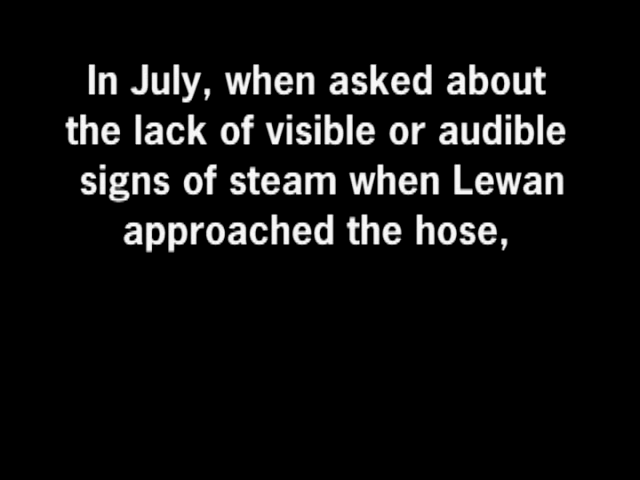 In July, when asked about
the lack of visible or audible
signs of steam when Lewan
approached the hose,